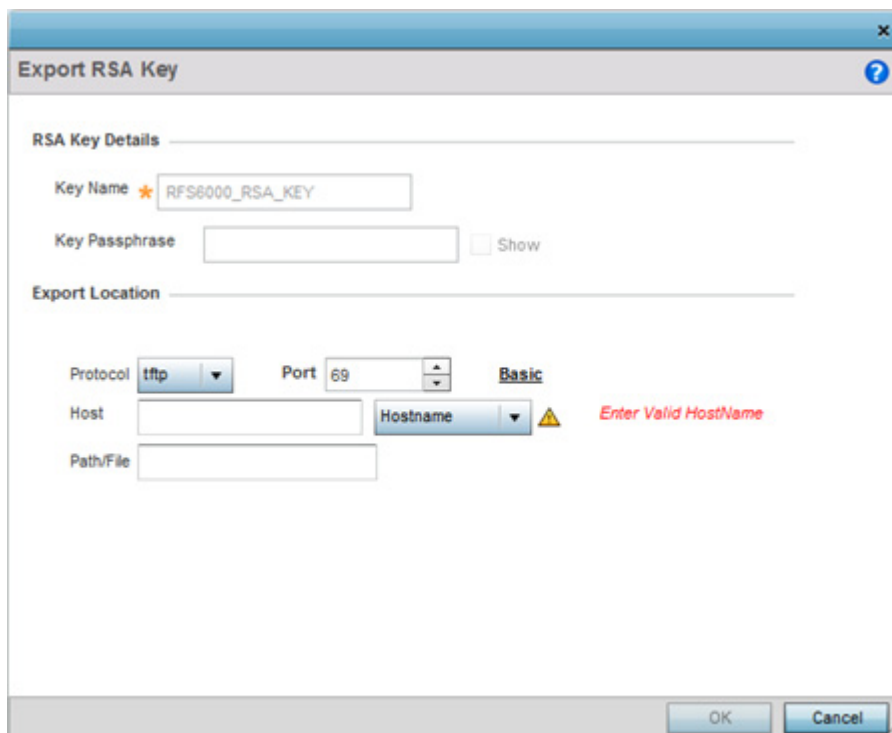 Export RSA Key
RSA Key Details
Key Name * RFS6000_RSA_KEY
Key Passphrase Show
Export Location
Protocol tftp Port 69 Basic
Host Hostname Enter Valid HostName
Path/File
OK Cancel